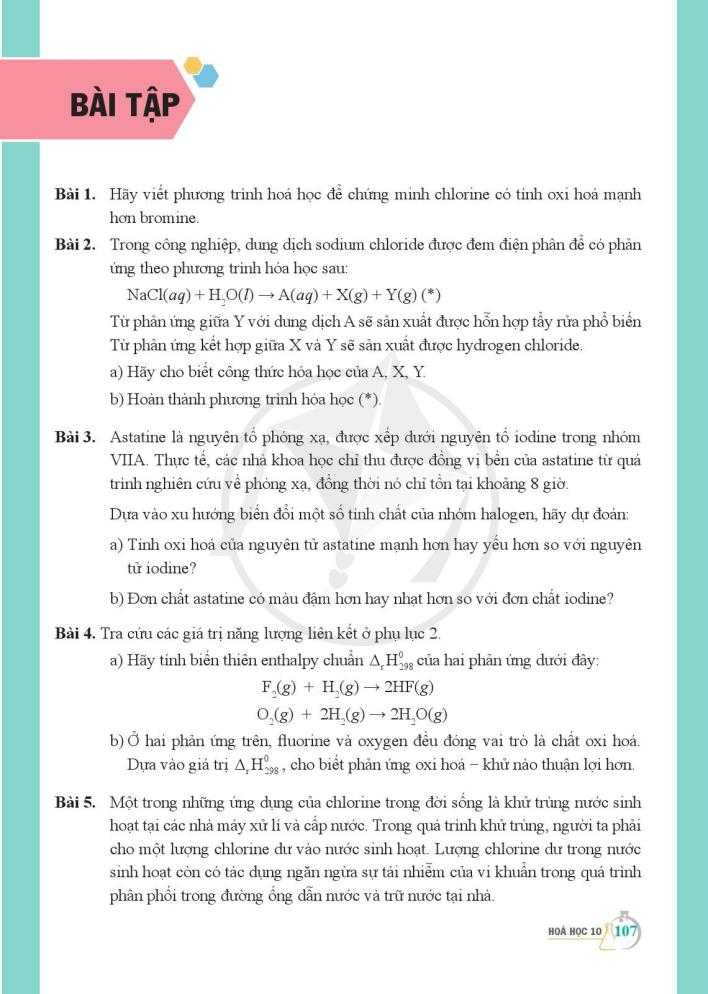 BÀI TẬP
Bài 1. Hãy viết phương trình hoá học để chứng minh chlorine có tính oxi hoá mạnh
hơn bromine.
Bài 2. Trong công nghiệp, dung dịch sodium chloride được đem điện phân để có phản
ứng theo phương trình hóa học sau:
NaCl(aq) + H₂O(l) → A(aq) + X(g) + Y(g) (*)
Từ phản ứng giữa Y với dung dịch A sẽ sản xuất được hỗn hợp tẩy rửa phổ biến
Từ phản ứng kết hợp giữa X và Y sẽ sản xuất được hydrogen chloride.
a) Hãy cho biết công thức hóa học của A, X, Y.
b) Hoàn thành phương trình hóa học (*).
Bài 3. Astatine là nguyên tố phóng xạ, được xếp dưới nguyên tố iodine trong nhóm
VIIA. Thực tế, các nhà khoa học chỉ thu được đồng vị bền của astatine từ quá
trình nghiên cứu về phóng xạ, đồng thời nó chỉ tồn tại khoảng 8 giờ.
Dựa vào xu hướng biến đổi một số tính chất của nhóm halogen, hãy dự đoán:
a) Tính oxi hoá của nguyên tử astatine mạnh hơn hay yếu hơn so với nguyên
tử iodine?
b) Đơn chất astatine có màu đậm hơn hay nhạt hơn so với đơn chất iodine?
Bài 4. Tra cứu các giá trị năng lượng liên kết ở phụ lục 2.
a) Hãy tính biến thiên enthalpy chuẩn ΔᵣH⁰₂₉₈ của hai phản ứng dưới đây:
F₂(g) + H₂(g) → 2HF(g)
O₂(g) + 2H₂(g) → 2H₂O(g)
b) Ở hai phản ứng trên, fluorine và oxygen đều đóng vai trò là chất oxi hoá.
Dựa vào giá trị ΔᵣH⁰₂₉₈, cho biết phản ứng oxi hoá – khử nào thuận lợi hơn.
Bài 5. Một trong những ứng dụng của chlorine trong đời sống là khử trùng nước sinh
hoạt tại các nhà máy xử lí và cấp nước. Trong quá trình khử trùng, người ta phải
cho một lượng chlorine dư vào nước sinh hoạt. Lượng chlorine dư trong nước
sinh hoạt còn có tác dụng ngăn ngừa sự tái nhiễm của vi khuẩn trong quá trình
phân phối trong đường ống dẫn nước và trữ nước tại nhà.
HOÁ HỌC 10 107